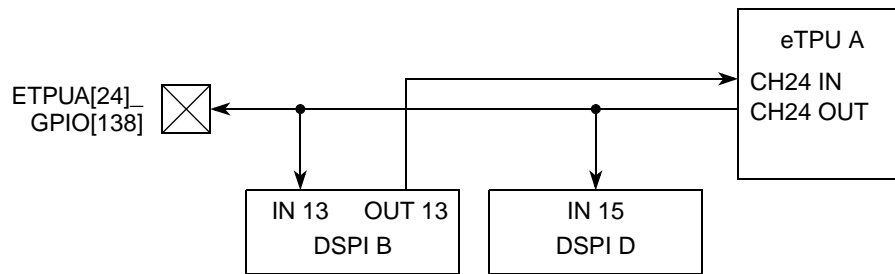 eTPU A
ETPUA[24]_
GPIO[138]
CH24 IN
CH24 OUT
IN 13 OUT 13
DSPI B
IN 15
DSPI D